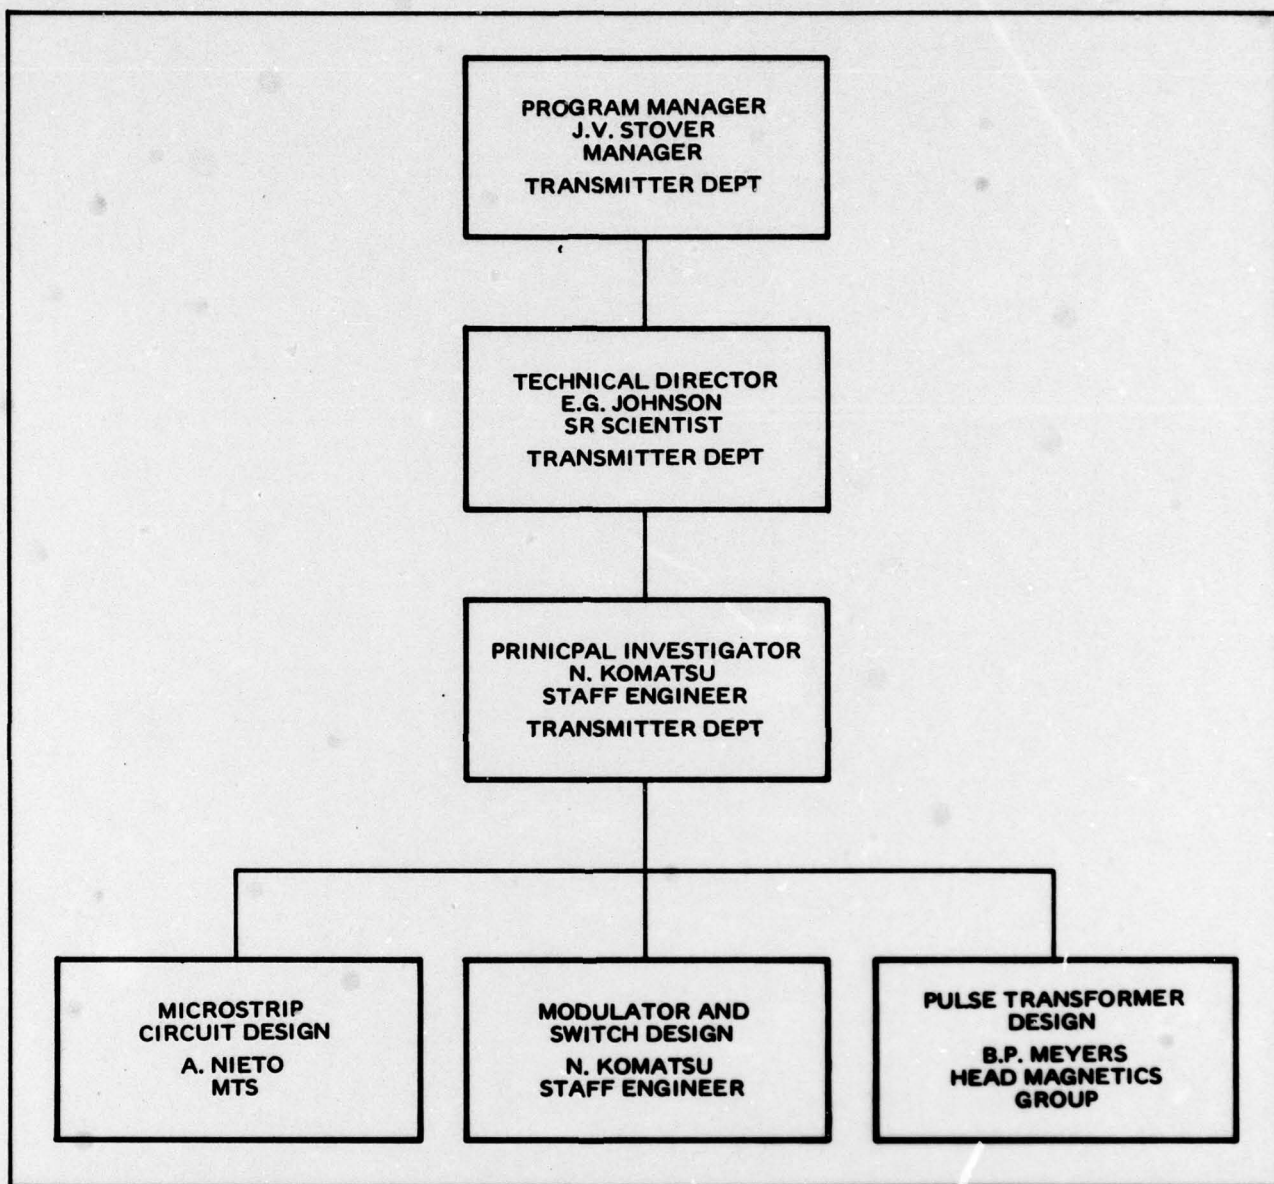 PROGRAM MANAGER
J.V. STOVER
MANAGER
TRANSMITTER DEPT
TECHNICAL DIRECTOR
E.G. JOHNSON
SR SCIENTIST
TRANSMITTER DEPT
PRINICPAL INVESTIGATOR
N. KOMATSU
STAFF ENGINEER
TRANSMITTER DEPT
MICROSTRIP
CIRCUIT DESIGN
A. NIETO
MTS
MODULATOR AND
SWITCH DESIGN
N. KOMATSU
STAFF ENGINEER
PULSE TRANSFORMER
DESIGN
B.P. MEYERS
HEAD MAGNETICS
GROUP